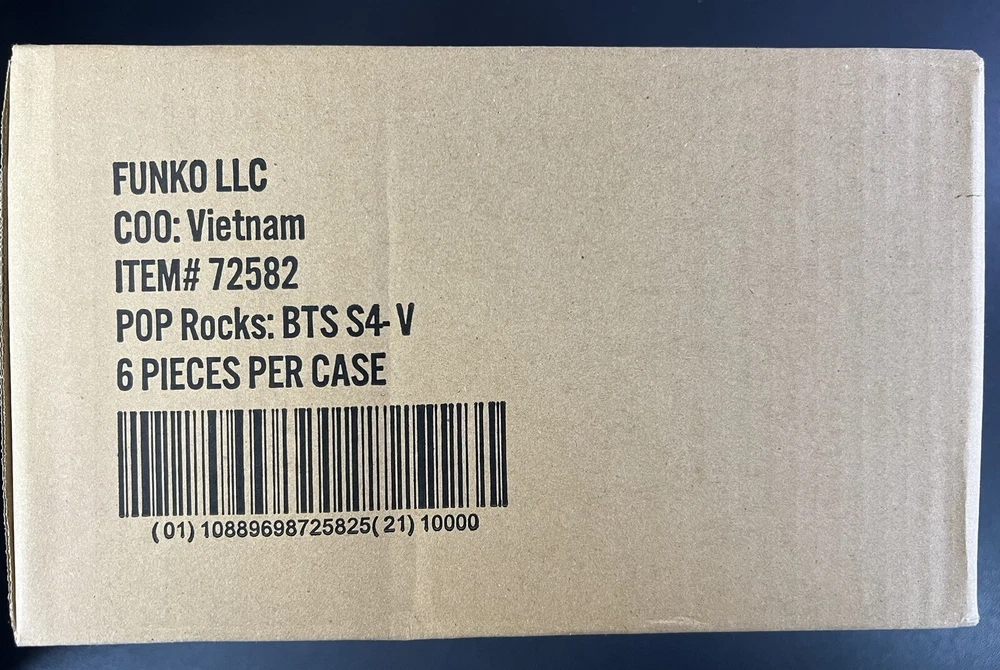 FUNKO LLC
COO: Vietnam
ITEM# 72582
POP Rocks: BTS S4- V
6 PIECES PER CASE
(01) 10889698725825(21) 10000